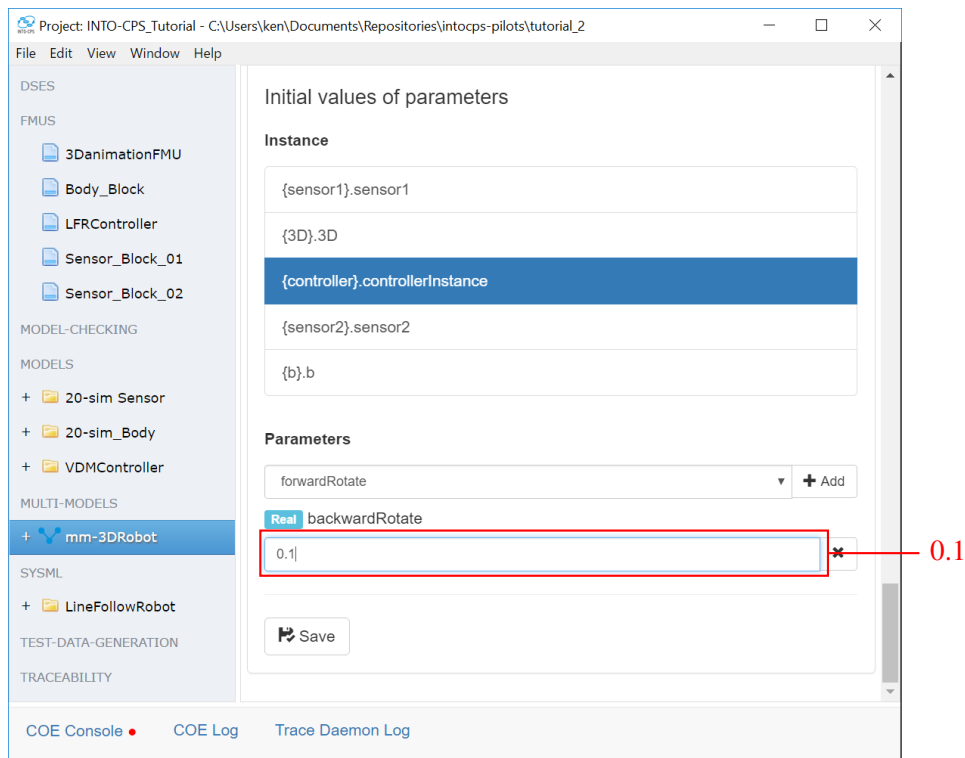 Project: INTO-CPS_Tutorial - C:\Users\ken\Documents\Repositories\intocps-pilots\tutorial_2
File Edit View Window Help
DSES
FMUS
3DanimationFMU
Body_Block
LFRController
Sensor_Block_01
Sensor_Block_02
MODEL-CHECKING
MODELS
+ 20-sim Sensor
+ 20-sim_Body
+ VDMController
MULTI-MODELS
+ mm-3DRobot
SYSML
+ LineFollowRobot
TEST-DATA-GENERATION
TRACEABILITY
Initial values of parameters
Instance
{sensor1}.sensor1
{3D}.3D
{controller}.controllerInstance
{sensor2}.sensor2
{b}.b
Parameters
forwardRotate
+ Add
Real backwardRotate
0.1
0.1
Save
COE Console
COE Log
Trace Daemon Log